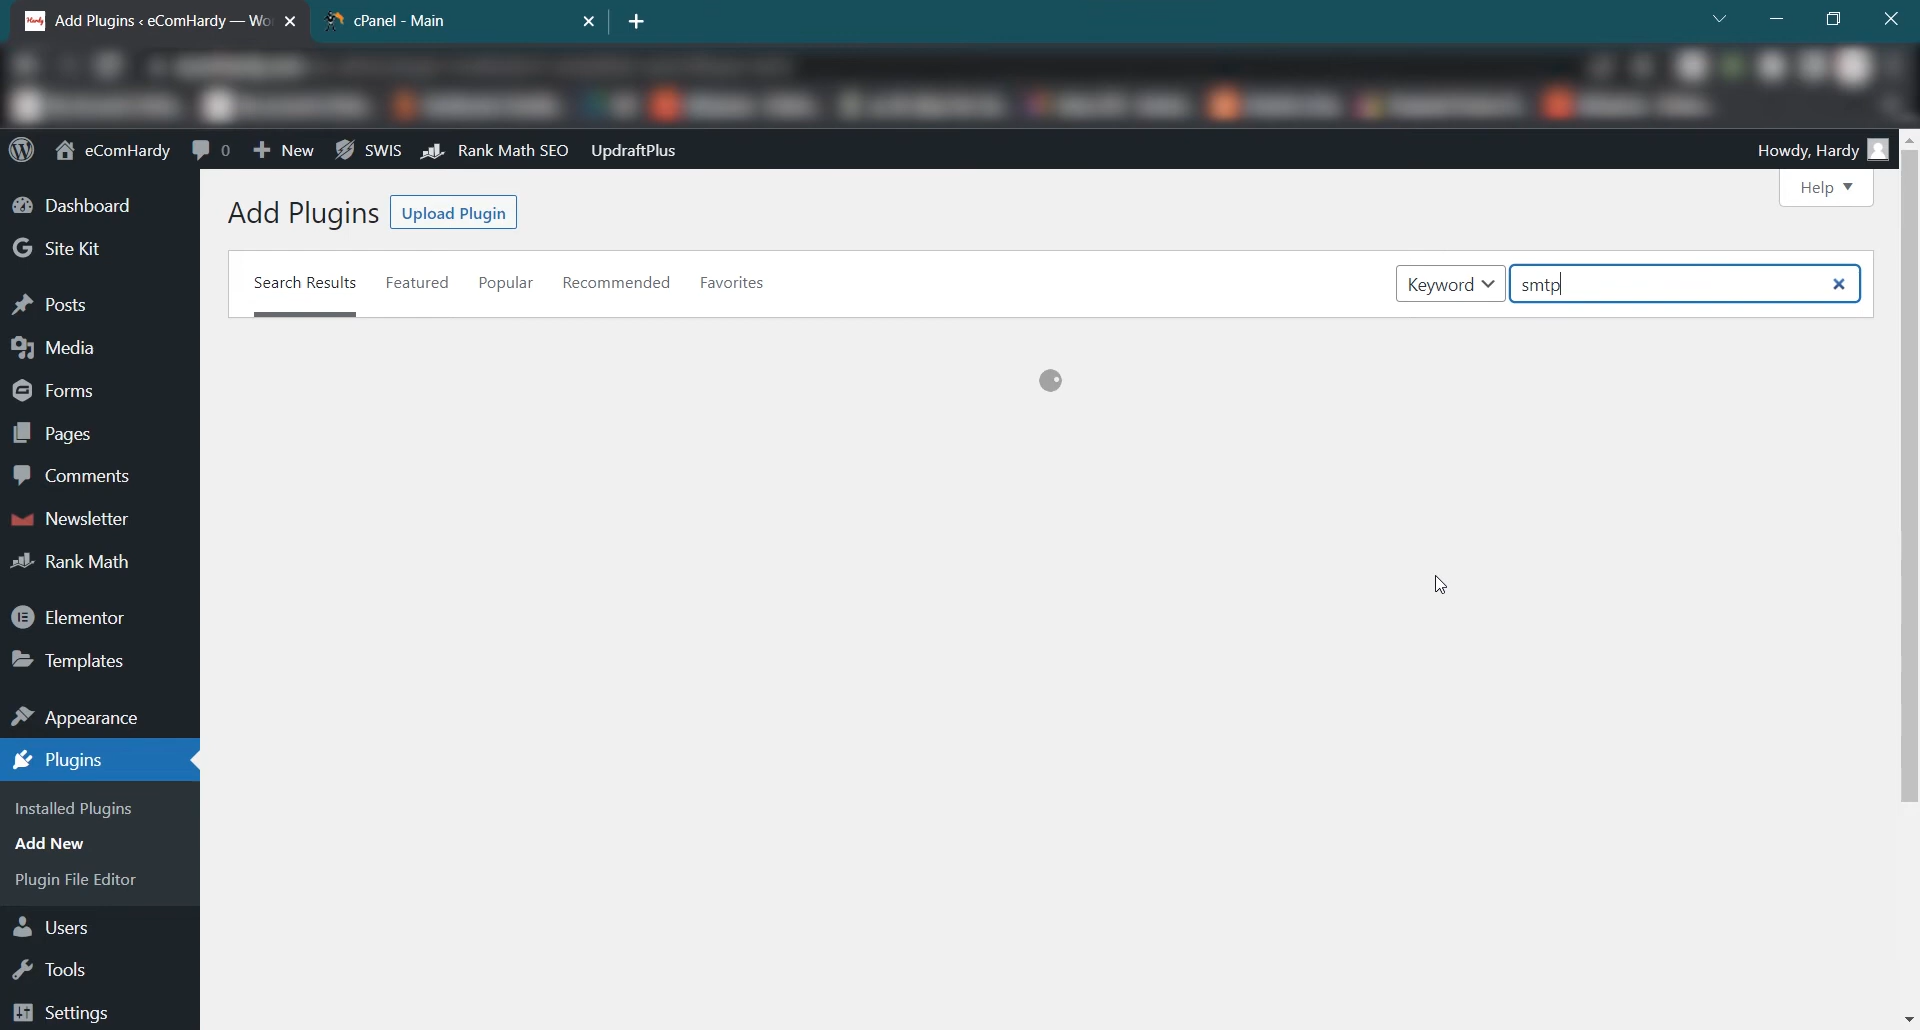 Add Plugins ‹ eComHardy — Wo
cPanel - Main
eComHardy 0 New SWIS Rank Math SEO UpdraftPlus Howdy, Hardy
Help
Dashboard
Site Kit
Posts
Media
Forms
Pages
Comments
Newsletter
Rank Math
Elementor
Templates
Appearance
Plugins
Installed Plugins
Add New
Plugin File Editor
Users
Tools
Settings
Add Plugins Upload Plugin
Search Results Featured Popular Recommended Favorites Keyword smtp